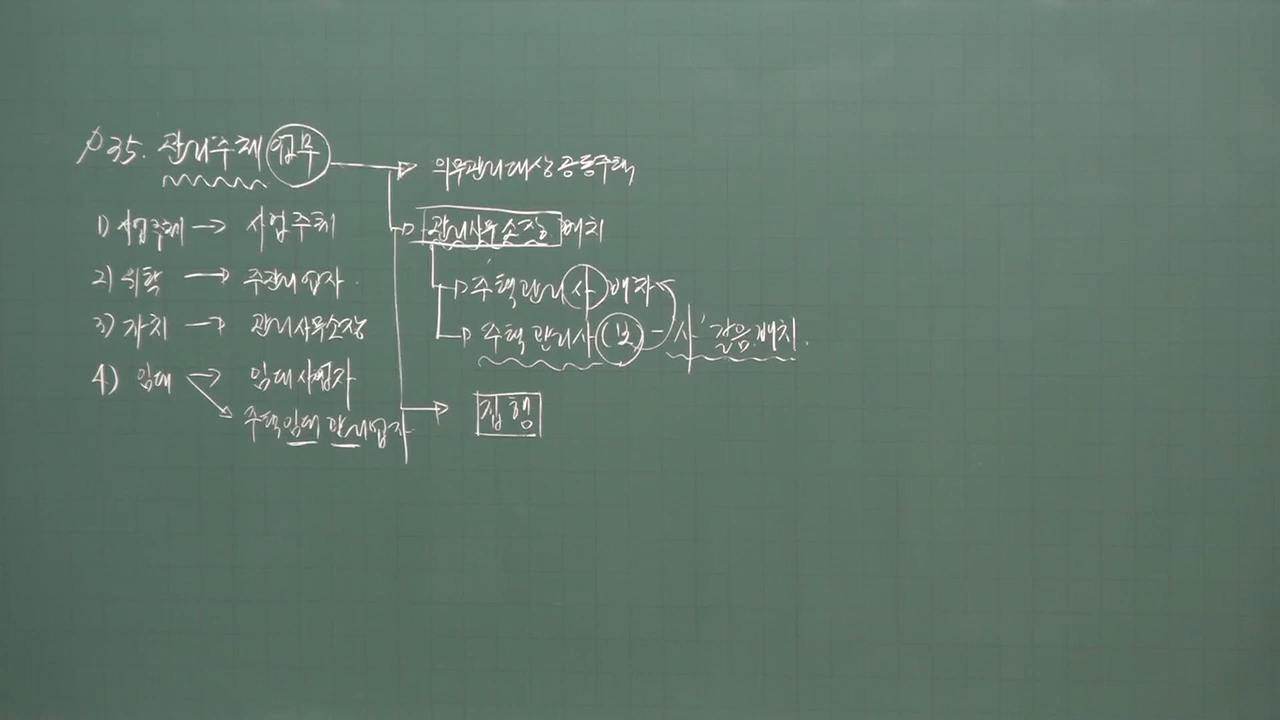 P35. 관리주체 업무
1) 사업주체 → 사업주체
2) 위탁 → 주관리업자.
3) 자치 → 관리사무소장
4) 임대 → 임대사업자
주택임대관리업자
의무관리대상공동주택
관리사무소장 배치
주택관리사 배치
주택관리사(보) - 사' 갈음.배치.
집행